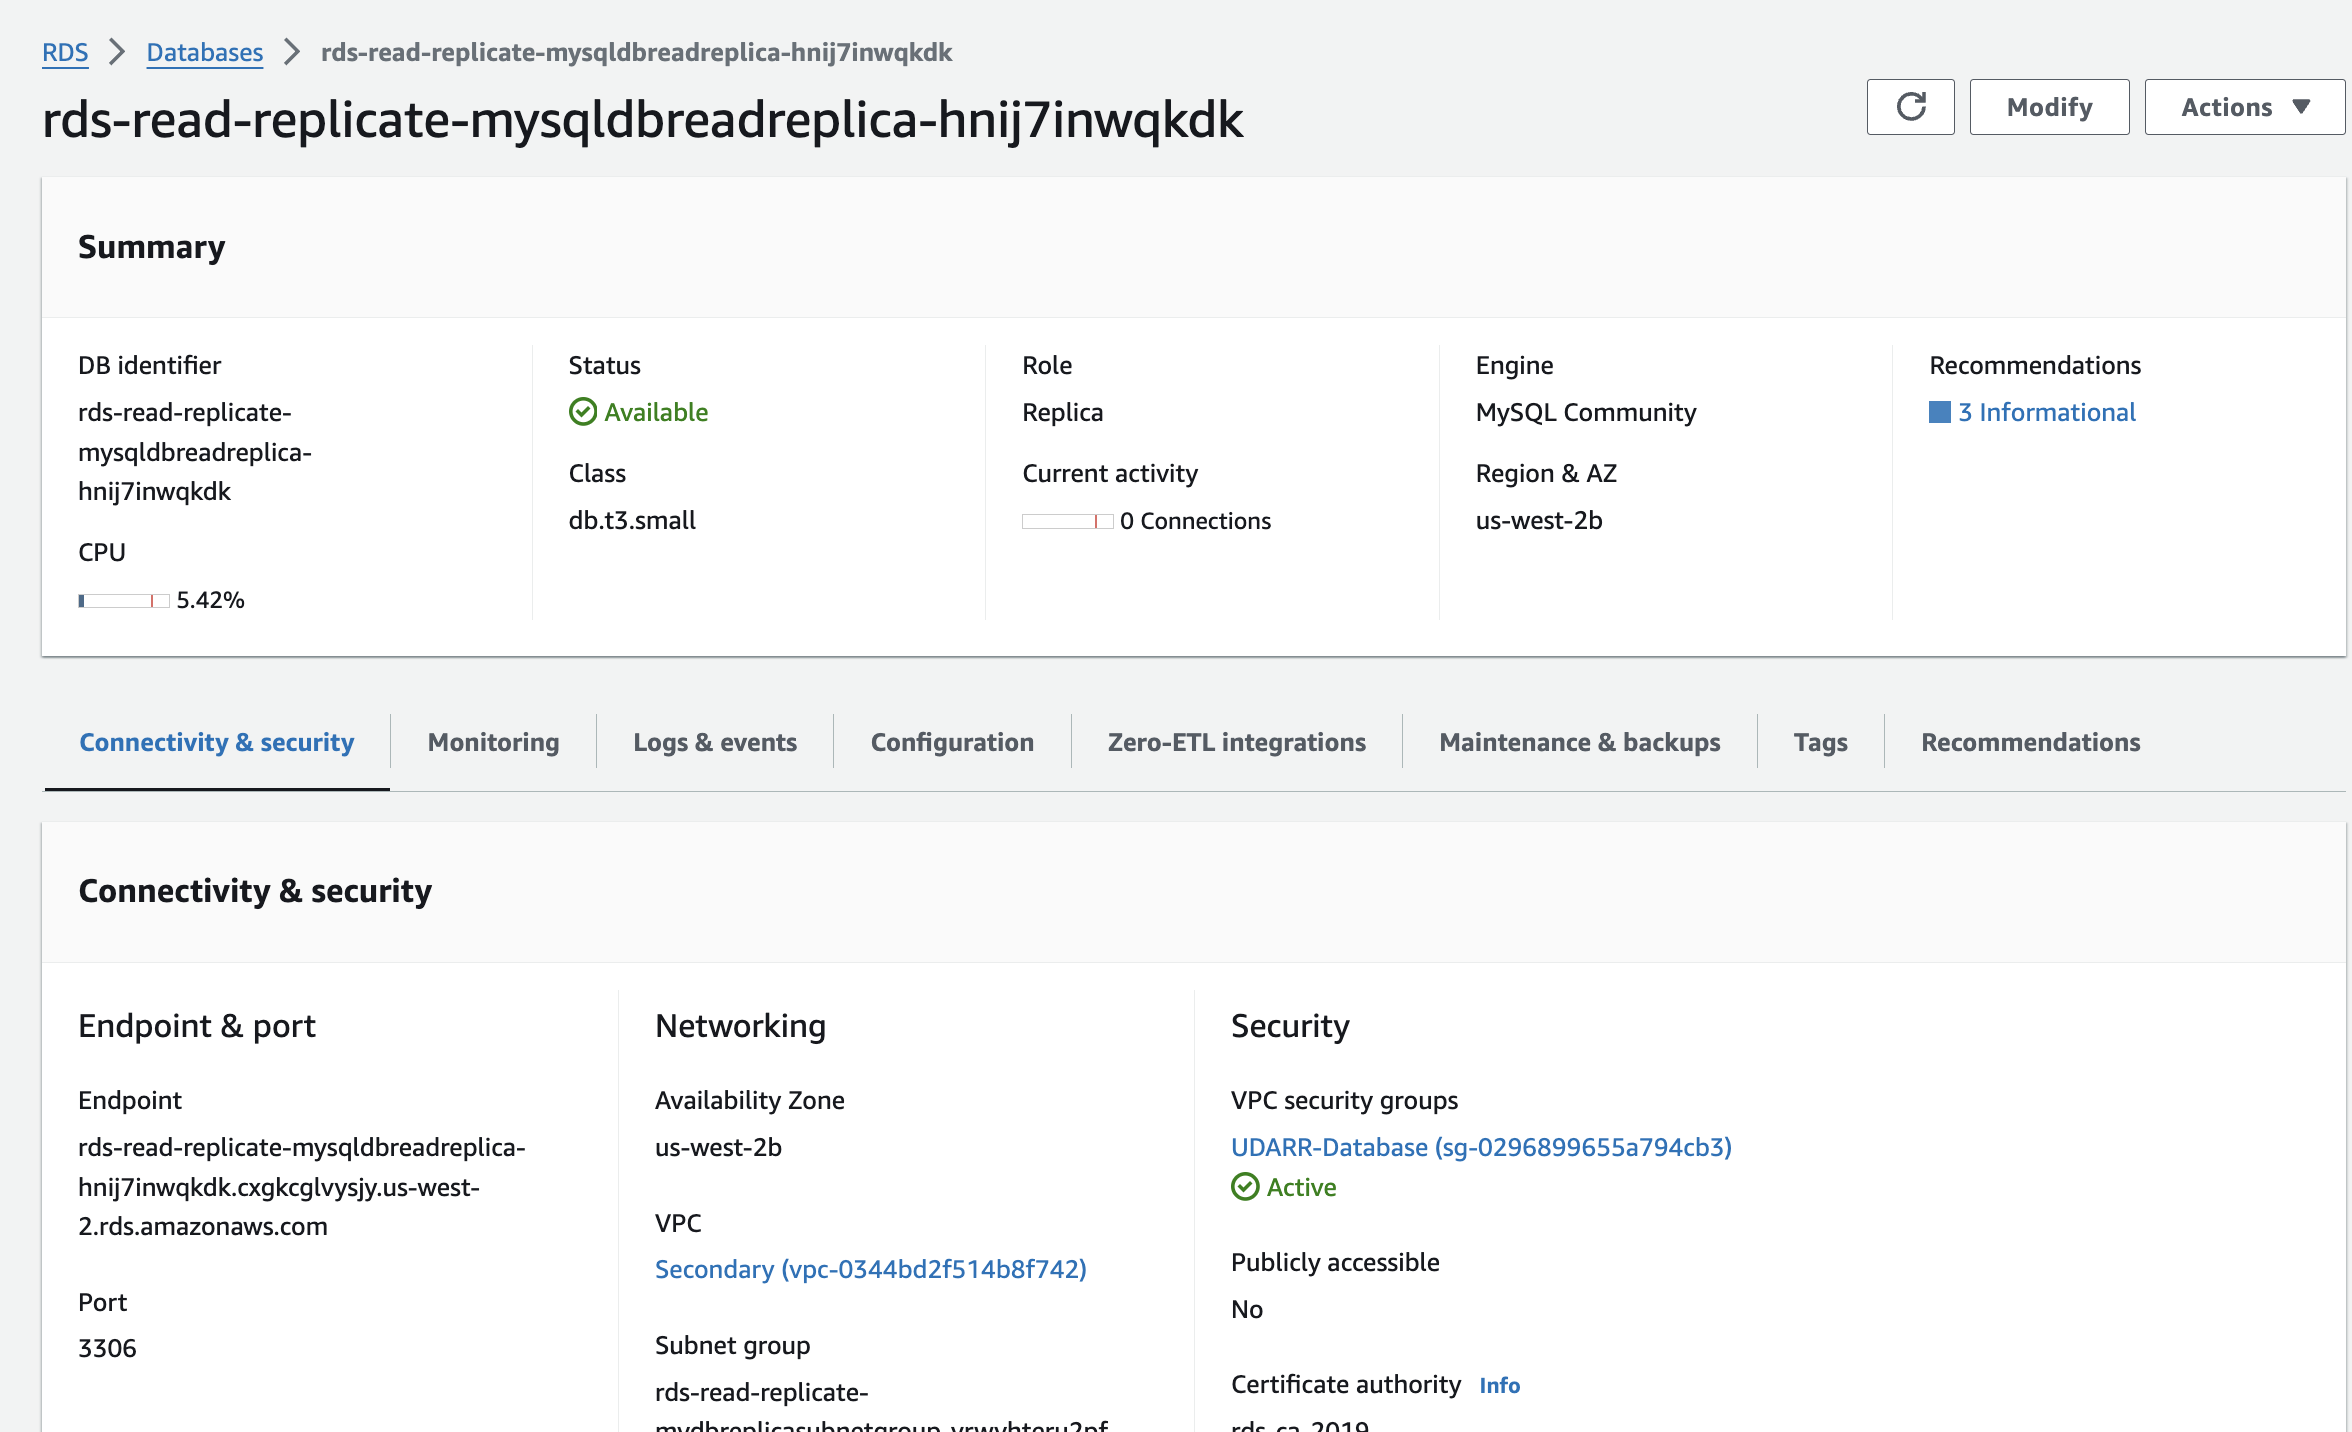 RDS > Databases > rds-read-replicate-mysqldbreadreplica-hnij7inwqkdk
rds-read-replicate-mysqldbreadreplica-hnij7inwqkdk
Modify
Actions
Summary
DB identifier
rds-read-replicate-
mysqldbreadreplica-
hnij7inwqkdk
CPU
5.42%
Status
Available
Class
db.t3.small
Role
Replica
Current activity
0 Connections
Engine
MySQL Community
Region & AZ
us-west-2b
Recommendations
3 Informational
Connectivity & security
Monitoring
Logs & events
Configuration
Zero-ETL integrations
Maintenance & backups
Tags
Recommendations
Connectivity & security
Endpoint & port
Endpoint
rds-read-replicate-mysqldbreadreplica-
hnij7inwqkdk.cxgkcglvysjy.us-west-
2.rds.amazonaws.com
Port
3306
Networking
Availability Zone
us-west-2b
VPC
Secondary (vpc-0344bd2f514b8f742)
Subnet group
rds-read-replicate-
Security
VPC security groups
UDARR-Database (sg-0296899655a794cb3)
Active
Publicly accessible
No
Certificate authority Info
rds-ca-2019